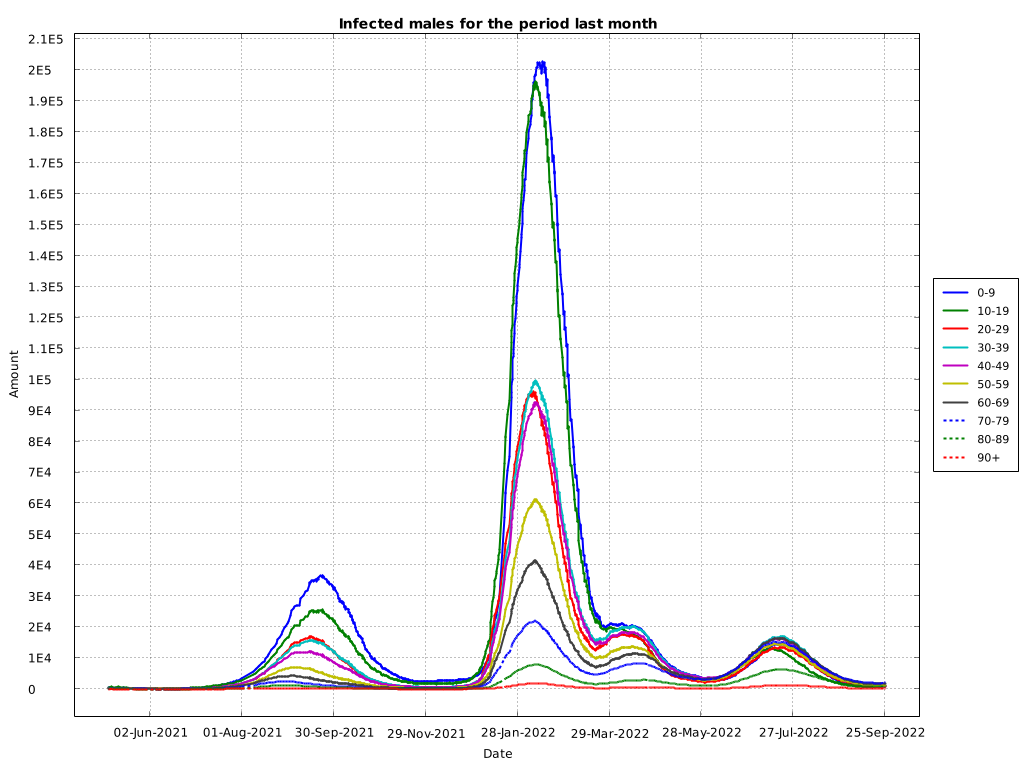 Infected males for the period last month
2.1E5
2E5
1.9E5
1.8E5
1.7E5
1.6E5
1.5E5
1.4E5
1.3E5
1.2E5
1.1E5
1E5
9E4
8E4
7E4
6E4
5E4
4E4
3E4
2E4
1E4
0
Amount
02-Jun-2021 01-Aug-2021 30-Sep-2021 29-Nov-2021 28-Jan-2022 29-Mar-2022 28-May-2022 27-Jul-2022 25-Sep-2022
Date
0-9
10-19
20-29
30-39
40-49
50-59
60-69
70-79
80-89
90+